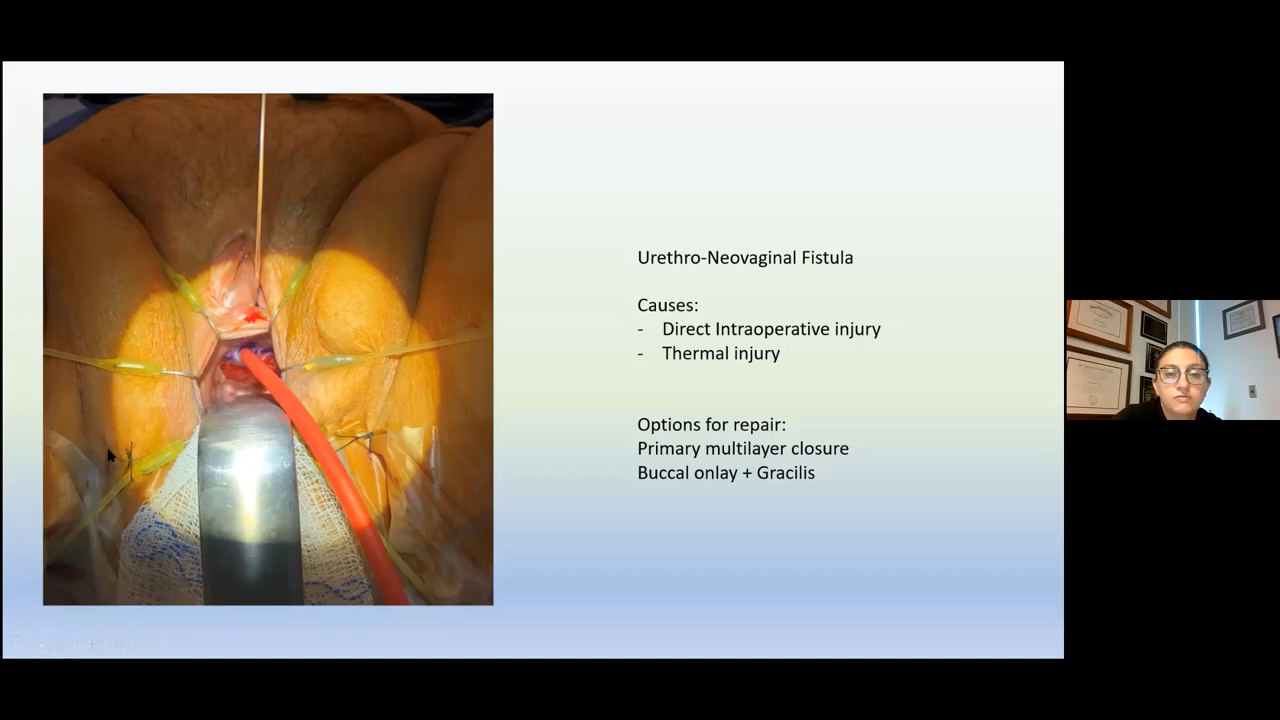 Urethro-Neovaginal Fistula
Causes:
- Direct Intraoperative injury
- Thermal injury
Options for repair:
Primary multilayer closure
Buccal onlay + Gracilis